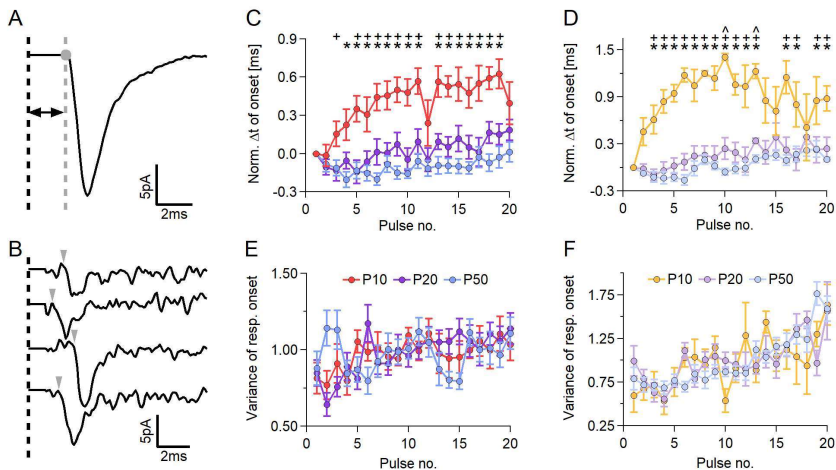 A
5pA
2ms
B
5pA
2ms
C
+ +++++++ +++++++
******** *******
Norm. Δt of onset [ms]
0.9
0.6
0.3
0.0
-0.3
0
5
10
15
20
Pulse no.
D
^ ^
+++++++++++ ++ ++
*********** ** **
Norm. Δt of onset [ms]
1.5
0.9
0.3
-0.3
0
5
10
15
20
Pulse no.
E
P10 P20 P50
Variance of resp. onset
1.50
1.25
1.00
0.75
0.50
0
5
10
15
20
Pulse no.
F
P10 P20 P50
Variance of resp. onset
1.75
1.25
0.75
0.25
0
5
10
15
20
Pulse no.